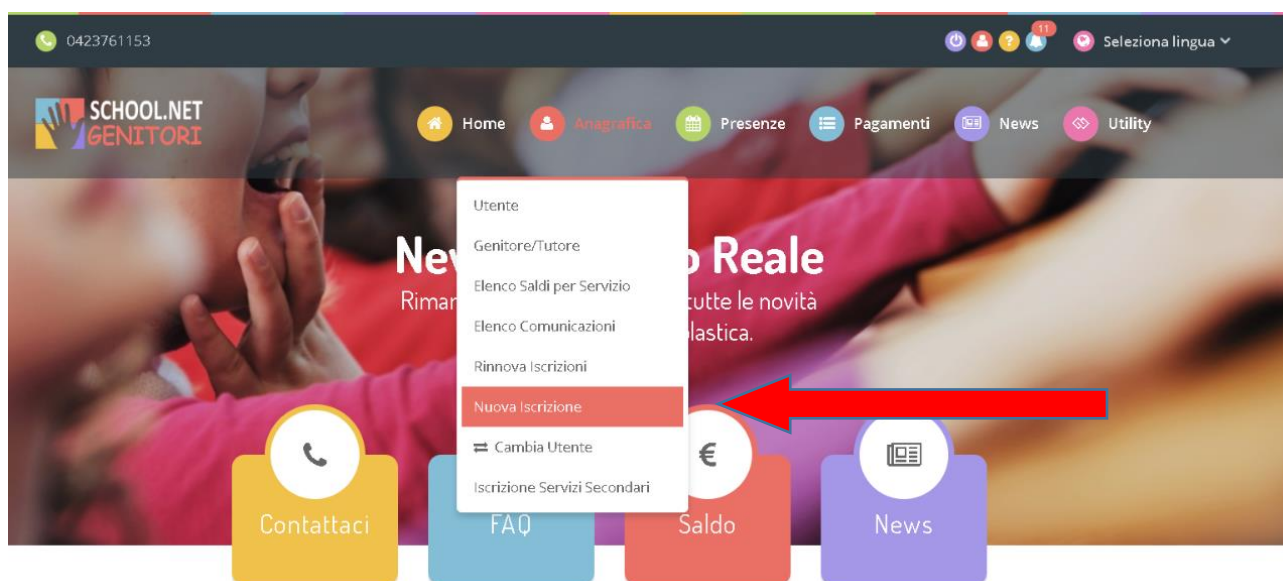 0423761153
11
Seleziona lingua
SCHOOL.NET
GENITORI
Home
Anagrafica
Presenze
Pagamenti
News
Utility
Utente
Genitore/Tutore
Elenco Saldi per Servizio
Elenco Comunicazioni
Rinnova Iscrizioni
Nuova Iscrizione
Cambia Utente
Iscrizione Servizi Secondari
Reale
tutte le novità
Contattaci
FAQ
€
Saldo
News